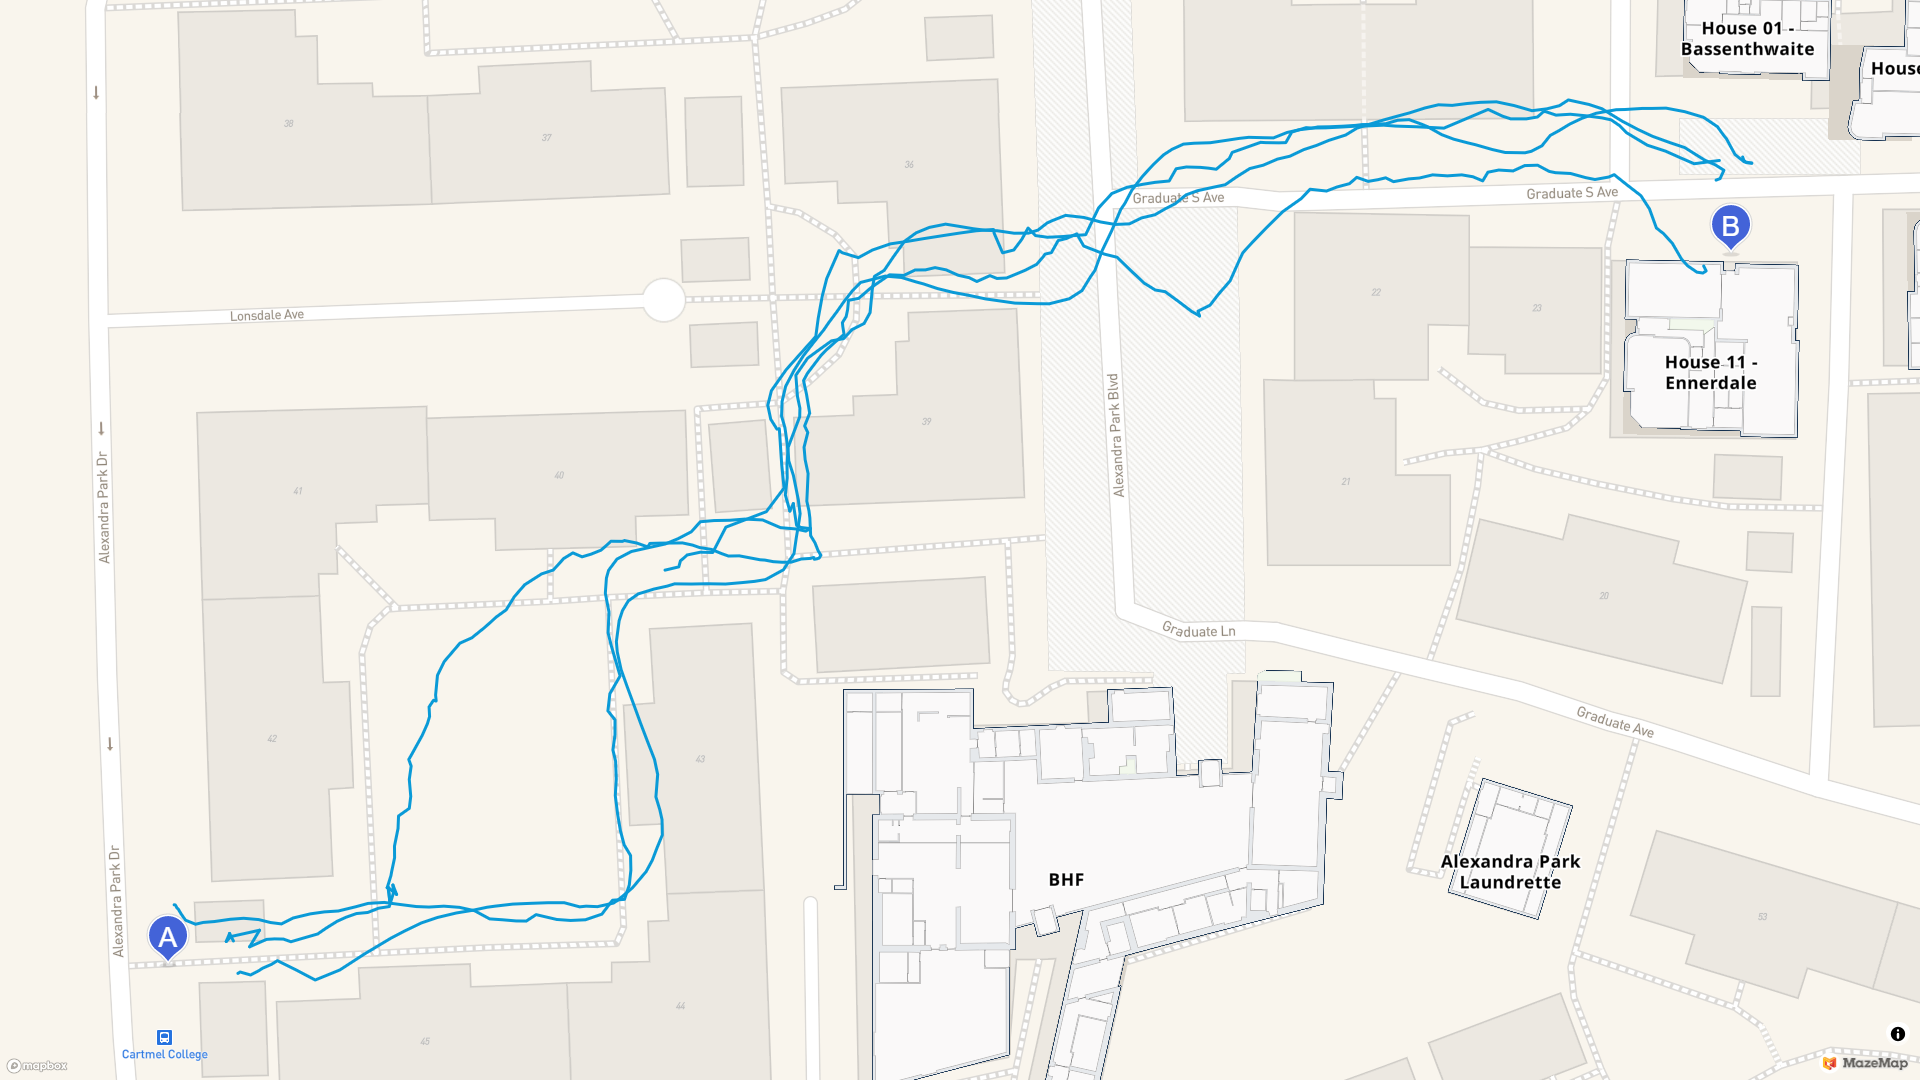 House 01 -
Bassenthwaite
House
38
37
36
Graduate S Ave
Graduate S Ave
B
Lonsdale Ave
22
23
House 11 -
Ennerdale
39
Alexandra Park Blvd
Alexandra Park Dr
41
40
21
20
Graduate Ln
Graduate Ave
42
43
Alexandra Park
Laundrette
BHF
Alexandra Park Dr
A
53
44
45
Cartmel College
mapbox
MazeMap